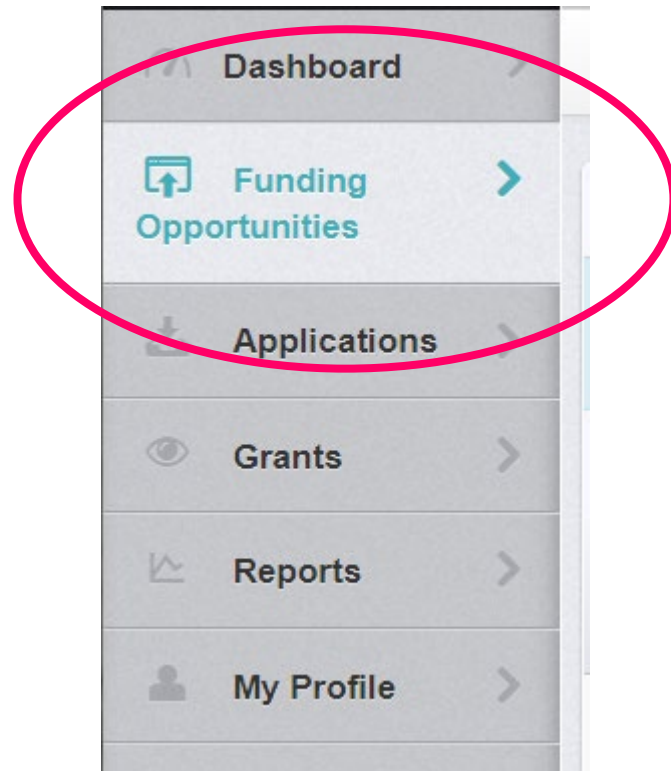 Dashboard
Funding
Opportunities
Applications
Grants
Reports
My Profile